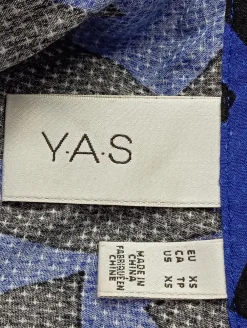 Y·A·S
EU XS
CA TP
US XS
MADE IN
CHINA
FABRIQUÉ EN
CHINE